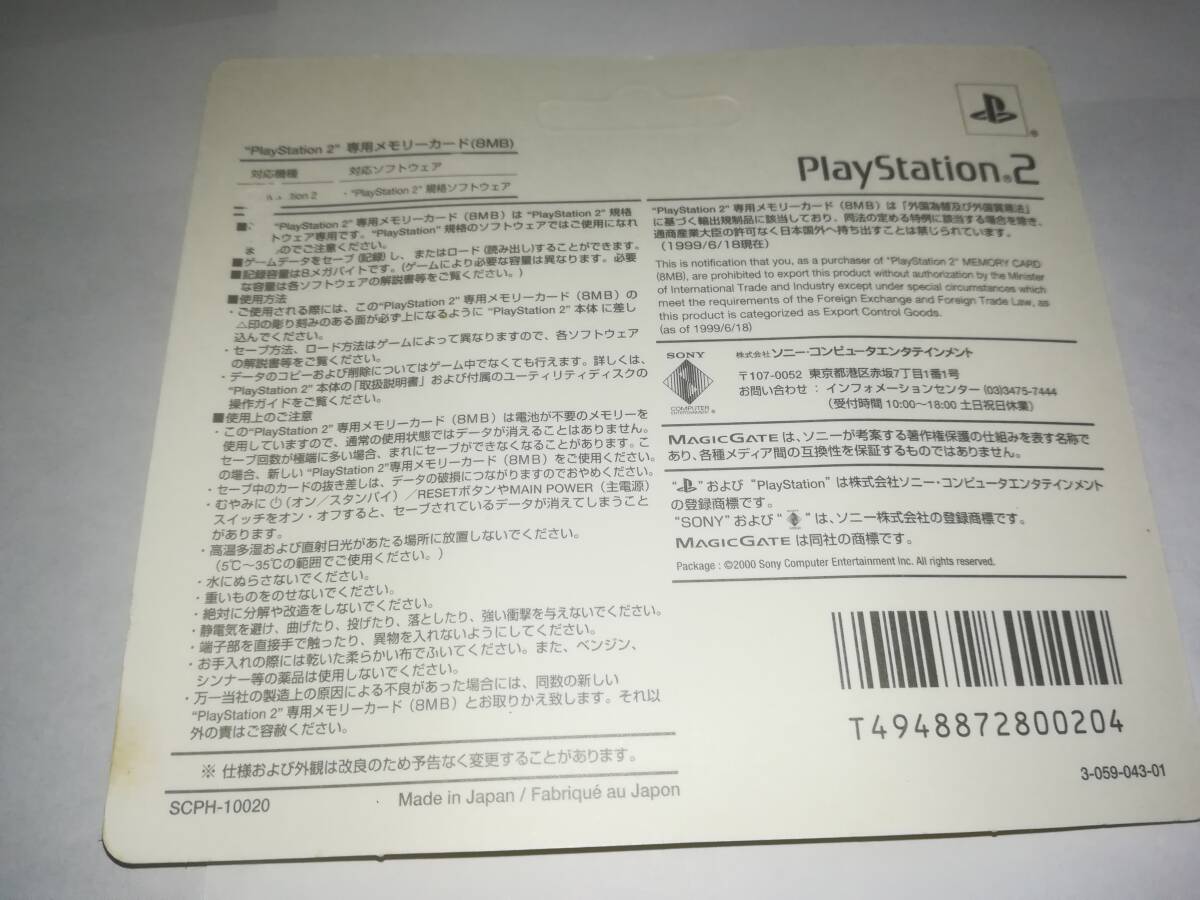 "PlayStation 2" 専用メモリーカード(8MB)
対応機種 対応ソフトウェア
tion 2 ・"PlayStation 2" 規格ソフトウェア
■ "PlayStation 2" 専用メモリーカード（8MB）は "PlayStation 2" 規格
トウェア専用です。"PlayStation" 規格のソフトウェアではご使用になれ
のでご注意ください。
■ゲームデータをセーブ(記録)し、またはロード(読み出し)することができます。
■記録容量は8メガバイトです。(ゲームにより必要な容量は異なります。必要
な容量は各ソフトウェアの解説書等をご覧ください。)
■使用方法
・ご使用される際には、この"PlayStation 2" 専用メモリーカード（8MB）の
△印の彫り刻みのある面が必ず上になるように "PlayStation 2" 本体 に差し
込んでください。
・セーブ方法、ロード方法はゲームによって異なりますので、各ソフトウェア
の解説書等をご覧ください。
・データのコピーおよび削除についてはゲーム中でなくても行えます。詳しくは、
"PlayStation 2" 本体の「取扱説明書」および付属のユーティリティディスクの
操作ガイドをご覧ください。
■使用上のご注意
・この"PlayStation 2" 専用メモリーカード（8MB）は電池が不要のメモリーを
使用していますので、通常の使用状態ではデータが消えることはありません。
セーブ回数が極端に多い場合、まれにセーブができなくなることがあります。こ
の場合、新しい "PlayStation 2"専用メモリーカード（8MB）をご使用ください。
・セーブ中のカードの抜き差しは、データの破損につながりますのでおやめください。
・むやみに⏻(オン／スタンバイ）／RESETボタンやMAIN POWER（主電源）
スイッチをオン・オフすると、セーブされているデータが消えてしまうこと
があります。
・高温多湿および直射日光があたる場所に放置しないでください。
（5℃～35℃の範囲でご使用ください。）
・水にぬらさないでください。
・重いものをのせないでください。
・絶対に分解や改造をしないでください。
・静電気を避け、曲げたり、投げたり、落としたり、強い衝撃を与えないでください。
・端子部を直接手で触ったり、異物を入れないようにしてください。
・お手入れの際には乾いた柔らかい布でふいてください。また、ベンジン、
シンナー等の薬品は使用しないでください。
・万一当社の製造上の原因による不良があった場合には、同数の新しい
"PlayStation 2" 専用メモリーカード（8MB）とお取りかえ致します。それ以
外の責はご容赦ください。
※ 仕様および外観は改良のため予告なく変更することがあります。
SCPH-10020 Made in Japan / Fabriqué au Japon
PlayStation®2
"PlayStation 2" 専用メモリーカード（8MB）は「外国為替及び外国貿易法」
に基づく輸出規制品に該当しており、同法の定める特例に該当する場合を除き、
通商産業大臣の許可なく日本国外へ持ち出すことは禁じられています。
（1999/6/18現在）
This is notification that you, as a purchaser of "PlayStation 2" MEMORY CARD
(8MB), are prohibited to export this product without authorization by the Minister
of International Trade and Industry except under special circumstances which
meet the requirements of the Foreign Exchange and Foreign Trade Law, as
this product is categorized as Export Control Goods.
(as of 1999/6/18)
SONY
COMPUTER
ENTERTAINMENT®
株式会社 ソニー・コンピュータエンタテインメント
〒107-0052 東京都港区赤坂7丁目1番1号
お問い合わせ：インフォメーションセンター (03)3475-7444
（受付時間 10:00～18:00 土日祝日休業）
MAGICGATE は、ソニーが考案する著作権保護の仕組みを表す名称で
あり、各種メディア間の互換性を保証するものではありません。
" "および "PlayStation" は株式会社ソニー・コンピュータエンタテインメント
の登録商標です。
"SONY" および " " は、ソニー株式会社の登録商標です。
MAGICGATE は同社の商標です。
Package : ©2000 Sony Computer Entertainment Inc. All rights reserved.
T4948872800204
3-059-043-01